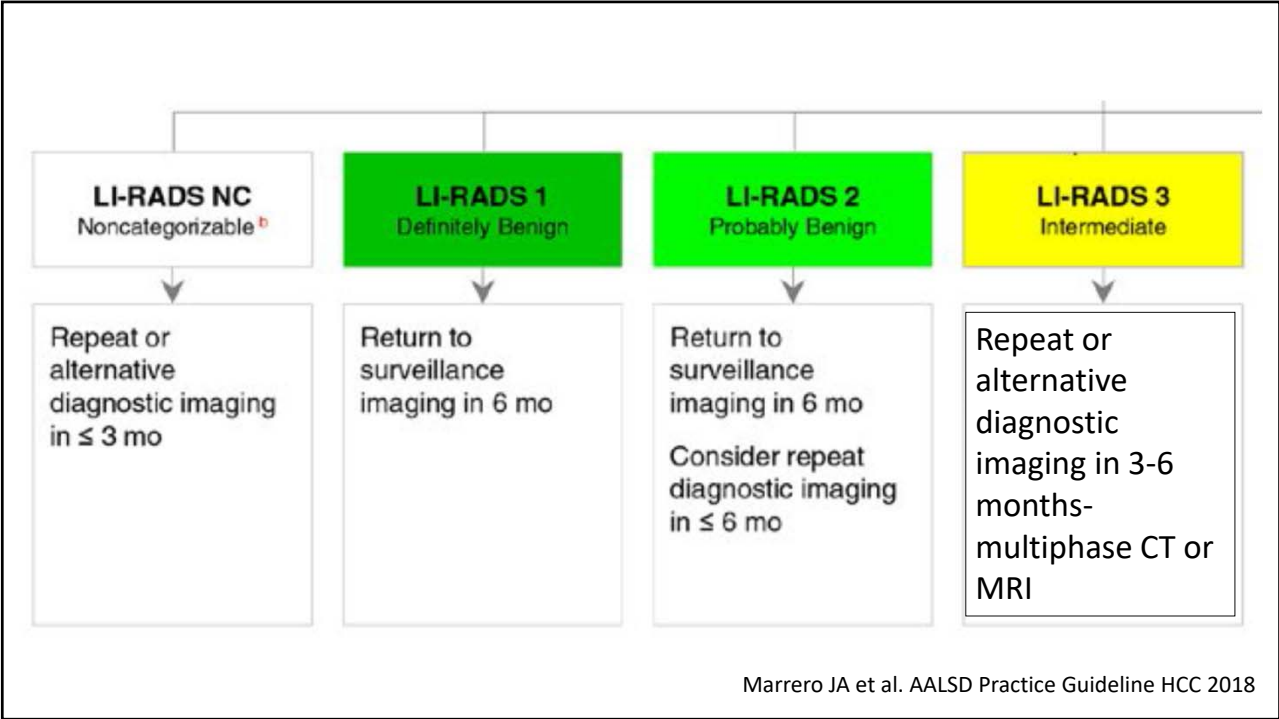 LI-RADS NC
Noncategorizable b
LI-RADS 1
Definitely Benign
LI-RADS 2
Probably Benign
LI-RADS 3
Intermediate
Repeat or
alternative
diagnostic imaging
in ≤ 3 mo
Return to
surveillance
imaging in 6 mo
Return to
surveillance
imaging in 6 mo
Consider repeat
diagnostic imaging
in ≤ 6 mo
Repeat or
alternative
diagnostic
imaging in 3-6
months-
multiphase CT or
MRI
Marrero JA et al. AALSD Practice Guideline HCC 2018